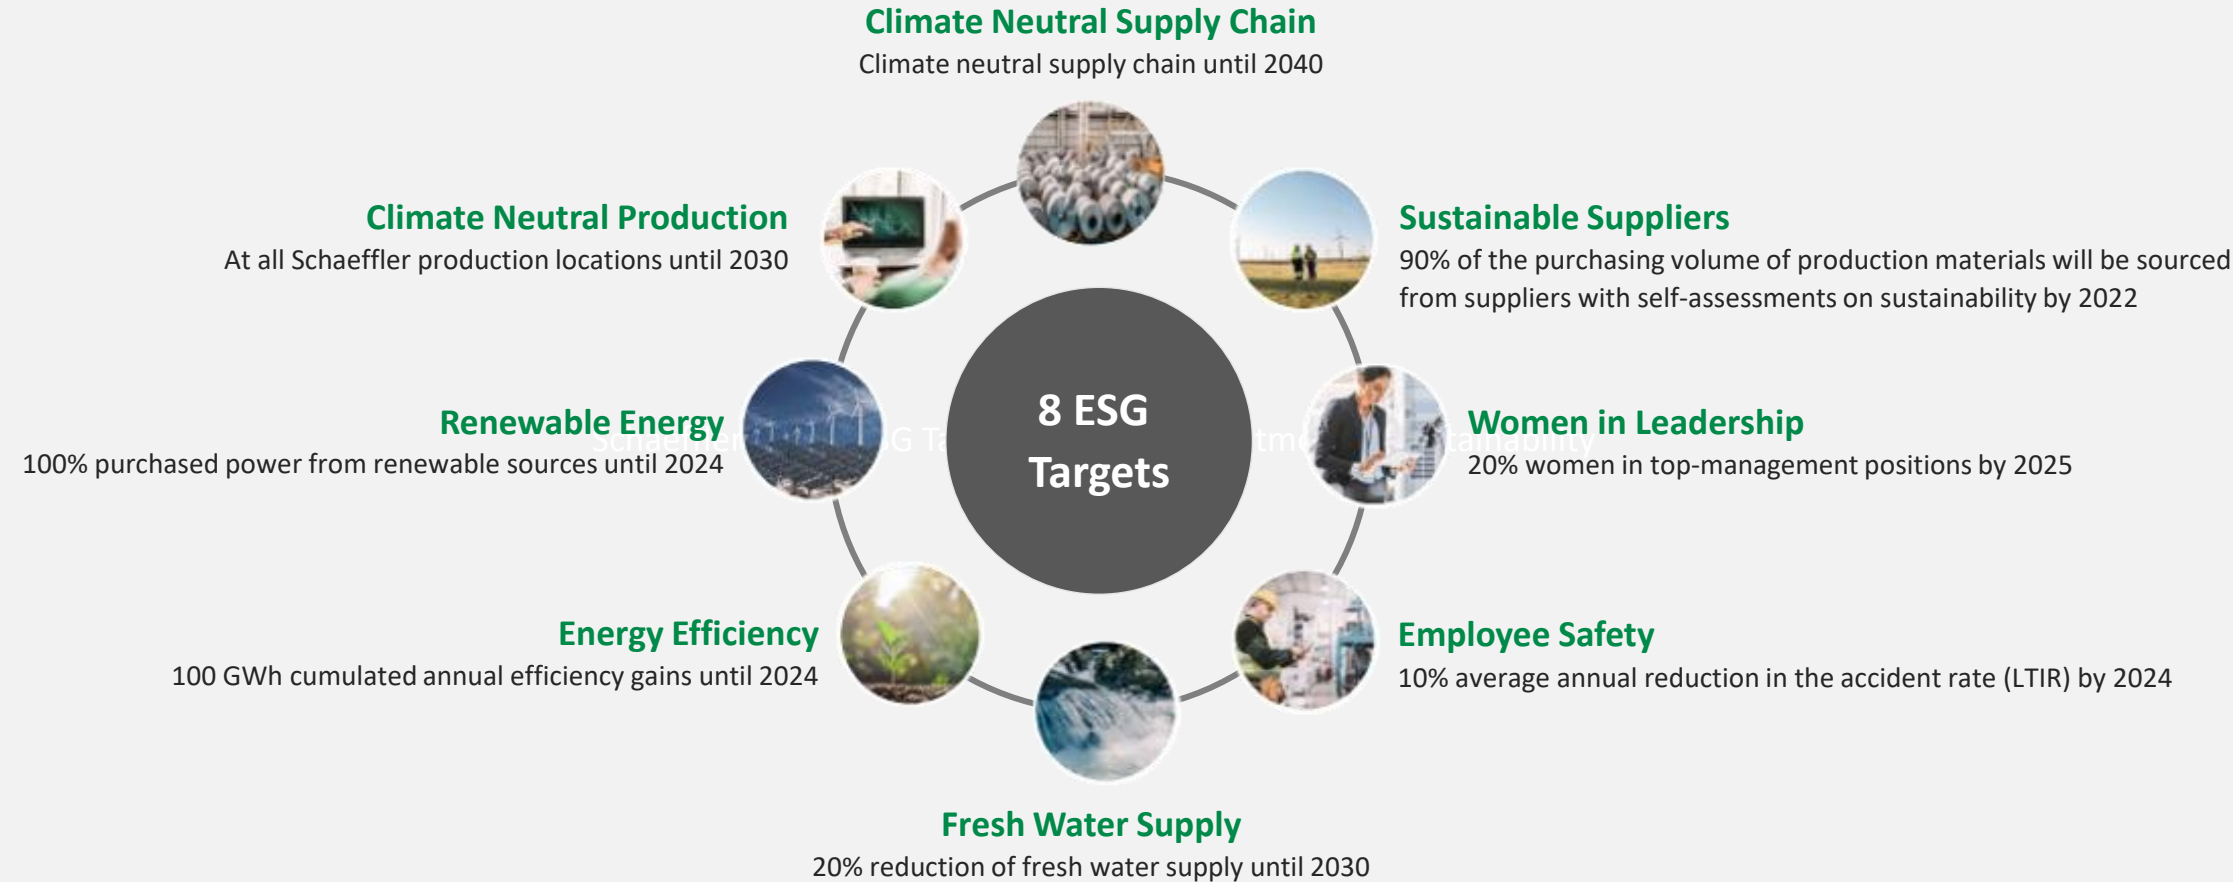 Climate Neutral Supply Chain
Climate neutral supply chain until 2040
Climate Neutral Production
At all Schaeffler production locations until 2030
Sustainable Suppliers
90% of the purchasing volume of production materials will be sourced
from suppliers with self-assessments on sustainability by 2022
Renewable Energy
100% purchased power from renewable sources until 2024
8 ESG
Targets
Women in Leadership
20% women in top-management positions by 2025
Energy Efficiency
100 GWh cumulated annual efficiency gains until 2024
Employee Safety
10% average annual reduction in the accident rate (LTIR) by 2024
Fresh Water Supply
20% reduction of fresh water supply until 2030